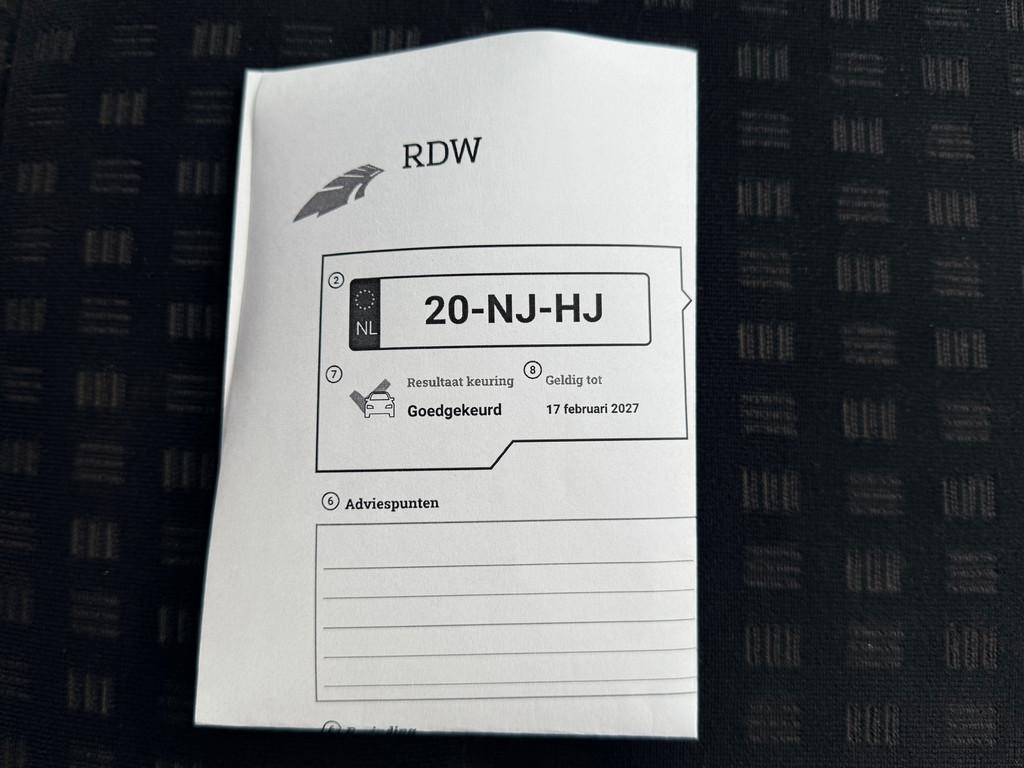 RDW
2
NL
20-NJ-HJ
7 Resultaat keuring 8 Geldig tot
Goedgekeurd 17 februari 2027
6 Adviespunten